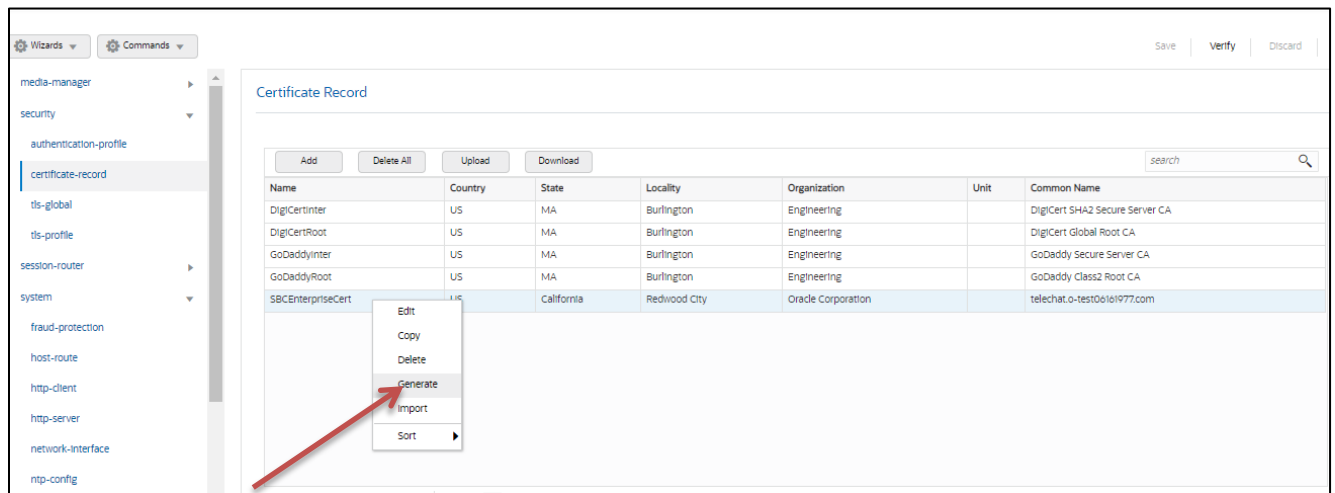 Wizards Commands Save Verify Discard
media-manager
security
authentication-profile
certificate-record
tls-global
tls-profile
session-router
system
fraud-protection
host-route
http-client
http-server
network-interface
ntp-config
Certificate Record
Add Delete All Upload Download search
Name Country State Locality Organization Unit Common Name
DigiCertInter US MA Burlington Engineering DigiCert SHA2 Secure Server CA
DigiCertRoot US MA Burlington Engineering DigiCert Global Root CA
GoDaddyInter US MA Burlington Engineering GoDaddy Secure Server CA
GoDaddyRoot US MA Burlington Engineering GoDaddy Class2 Root CA
SBCEnterpriseCert US California Redwood City Oracle Corporation telechat.o-test06161977.com
Edit
Copy
Delete
Generate
Import
Sort